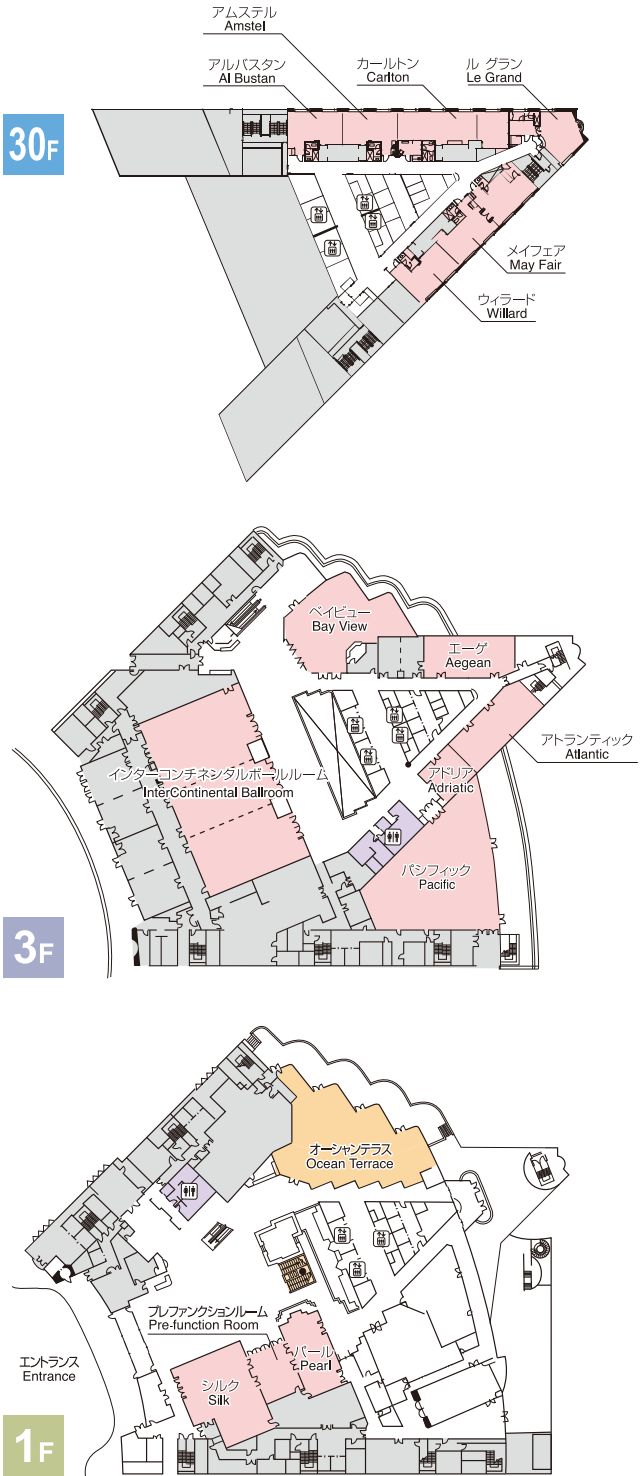 アムステル
Amstel
アルバスタン
Al Bustan
カールトン
Carlton
ル グラン
Le Grand
30F
メイフェア
May Fair
ウィラード
Willard
ベイビュー
Bay View
エーゲ
Aegean
アトランティック
Atlantic
インターコンチネンタルボールルーム
InterContinental Ballroom
アドリア
Adriatic
パシフィック
Pacific
3F
オーシャンテラス
Ocean Terrace
プレファンクションルーム
Pre-function Room
パール
Pearl
エントランス
Entrance
シルク
Silk
1F